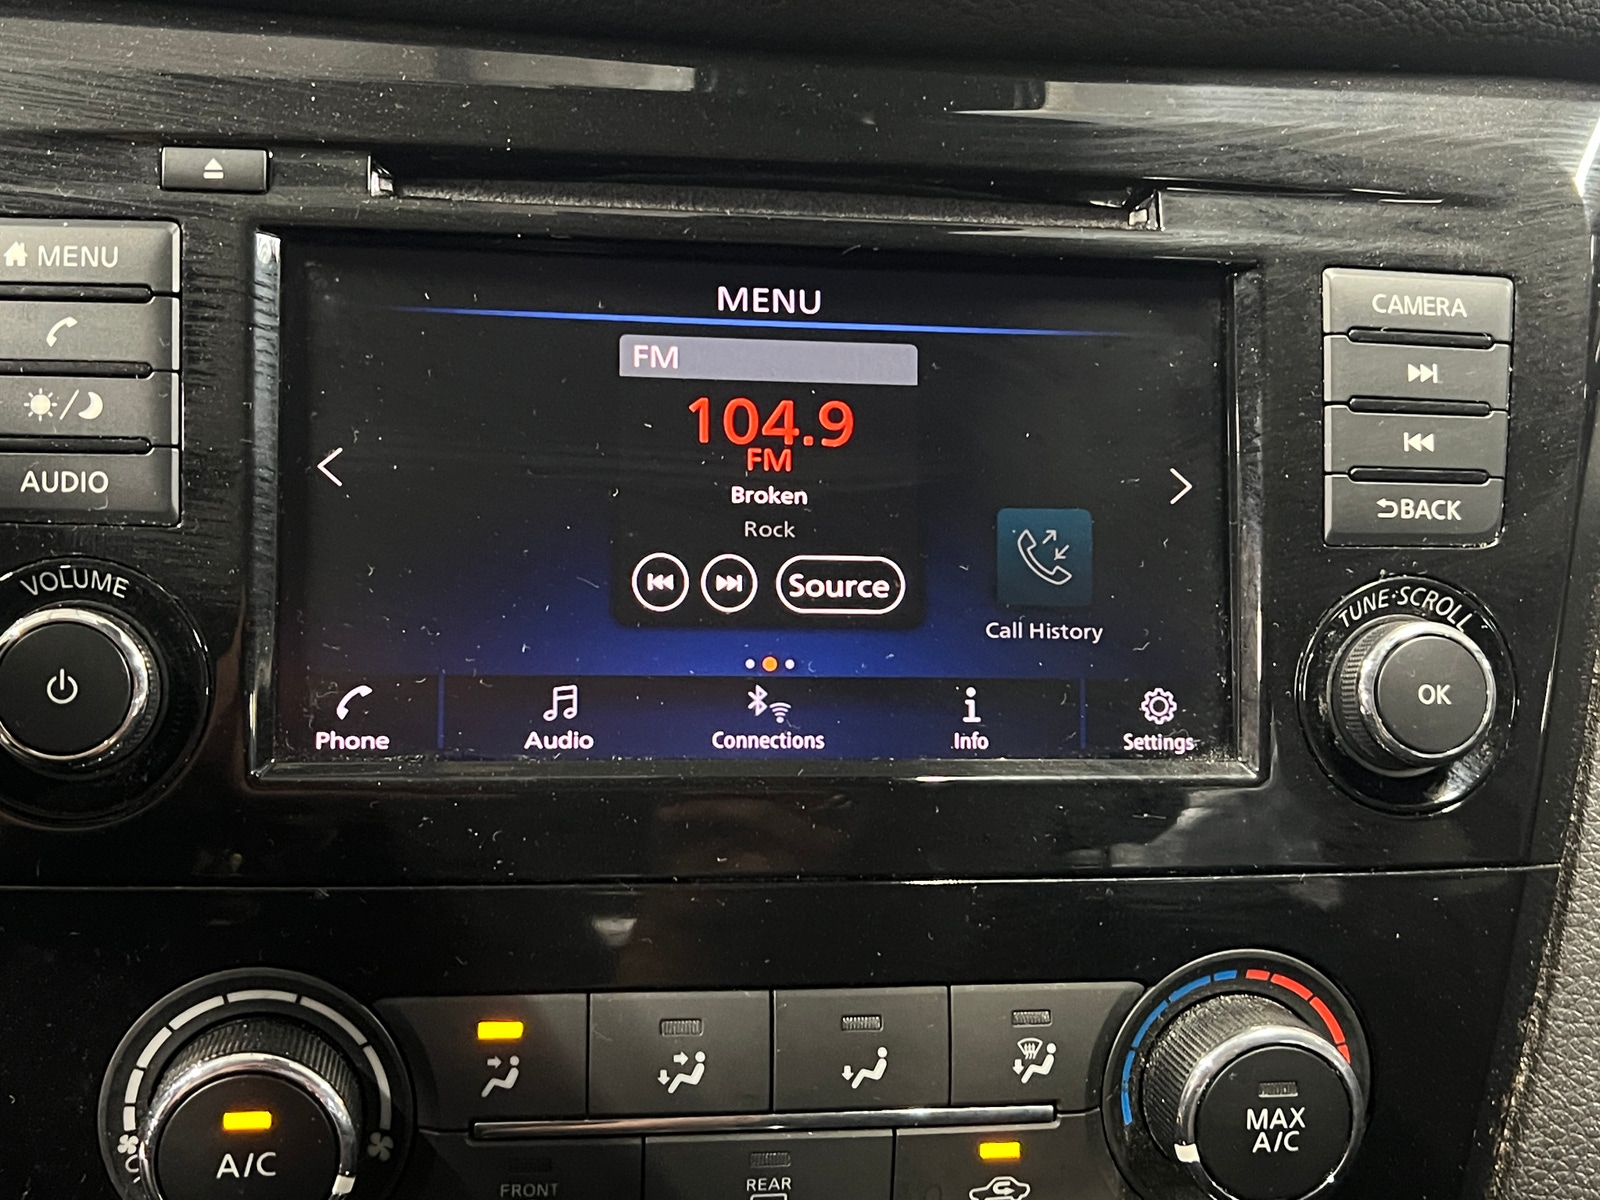 MENU
AUDIO
VOLUME
MENU
FM
104.9
FM
Broken
Rock
Source
Call History
Phone
Audio
Connections
Info
Settings
CAMERA
BACK
TUNE·SCROLL
OK
A/C
MAX
A/C
FRONT
REAR